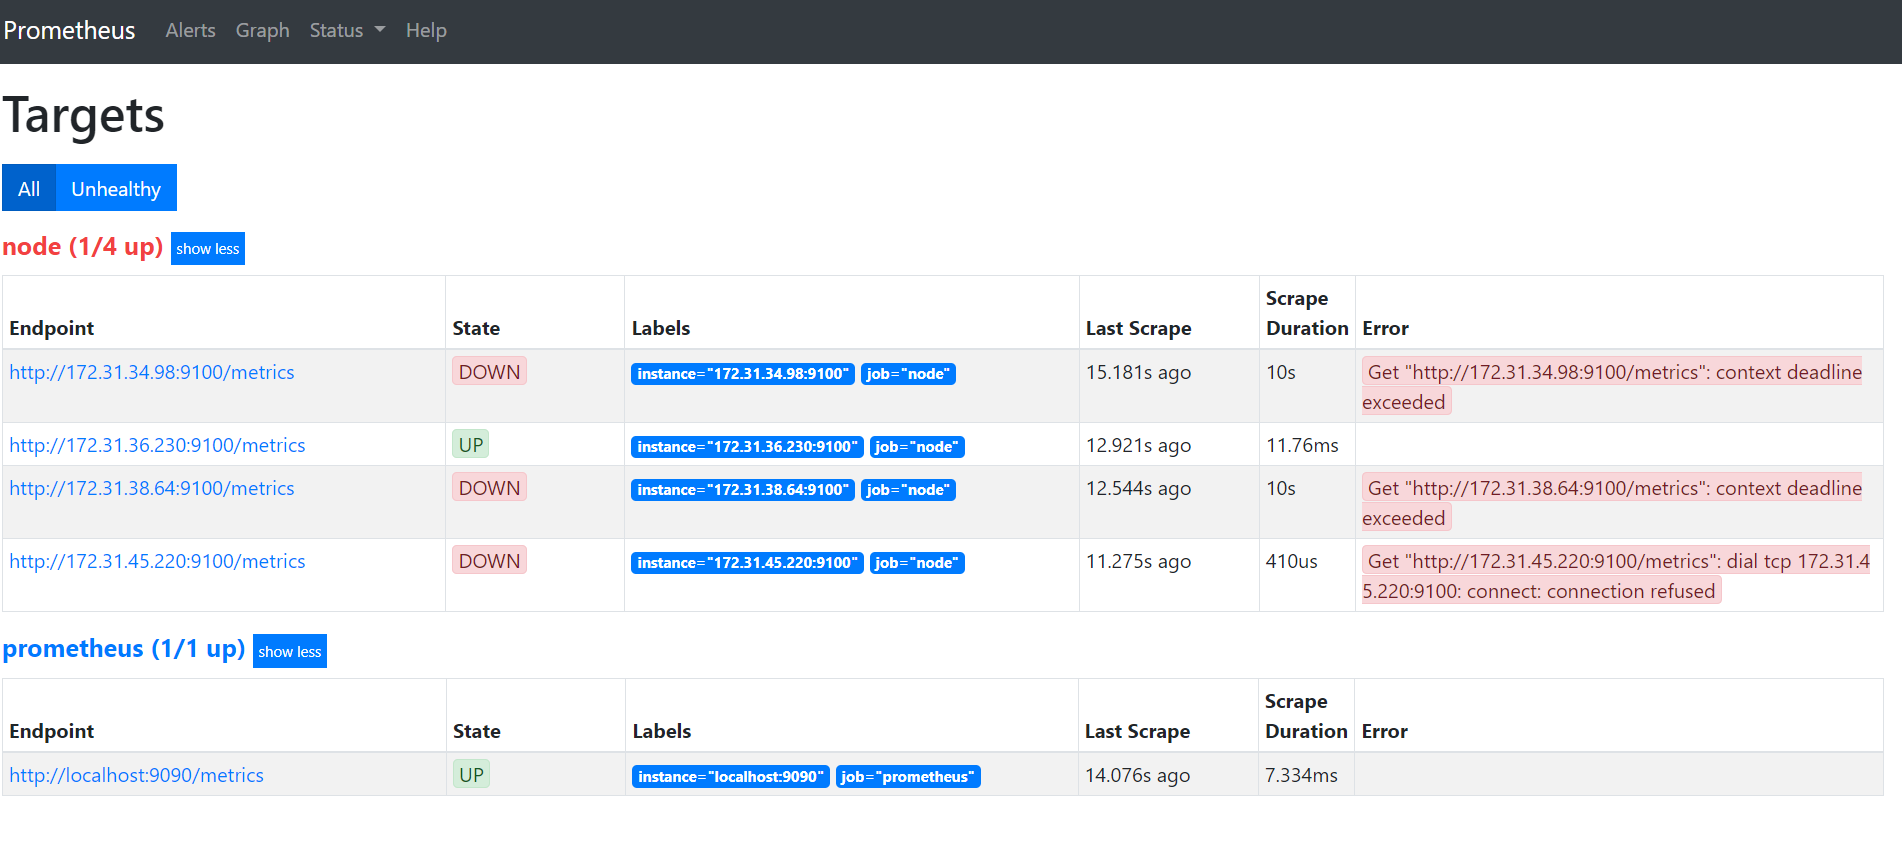 Prometheus Alerts Graph Status Help
Targets
All Unhealthy
node (1/4 up) show less
Endpoint State Labels Last Scrape Scrape Duration Error
http://172.31.34.98:9100/metrics DOWN instance="172.31.34.98:9100" job="node" 15.181s ago 10s Get "http://172.31.34.98:9100/metrics": context deadline
exceeded
http://172.31.36.230:9100/metrics UP instance="172.31.36.230:9100" job="node" 12.921s ago 11.76ms
http://172.31.38.64:9100/metrics DOWN instance="172.31.38.64:9100" job="node" 12.544s ago 10s Get "http://172.31.38.64:9100/metrics": context deadline
exceeded
http://172.31.45.220:9100/metrics DOWN instance="172.31.45.220:9100" job="node" 11.275s ago 410us Get "http://172.31.45.220:9100/metrics": dial tcp 172.31.4
5.220:9100: connect: connection refused
prometheus (1/1 up) show less
Endpoint State Labels Last Scrape Scrape Duration Error
http://localhost:9090/metrics UP instance="localhost:9090" job="prometheus" 14.076s ago 7.334ms